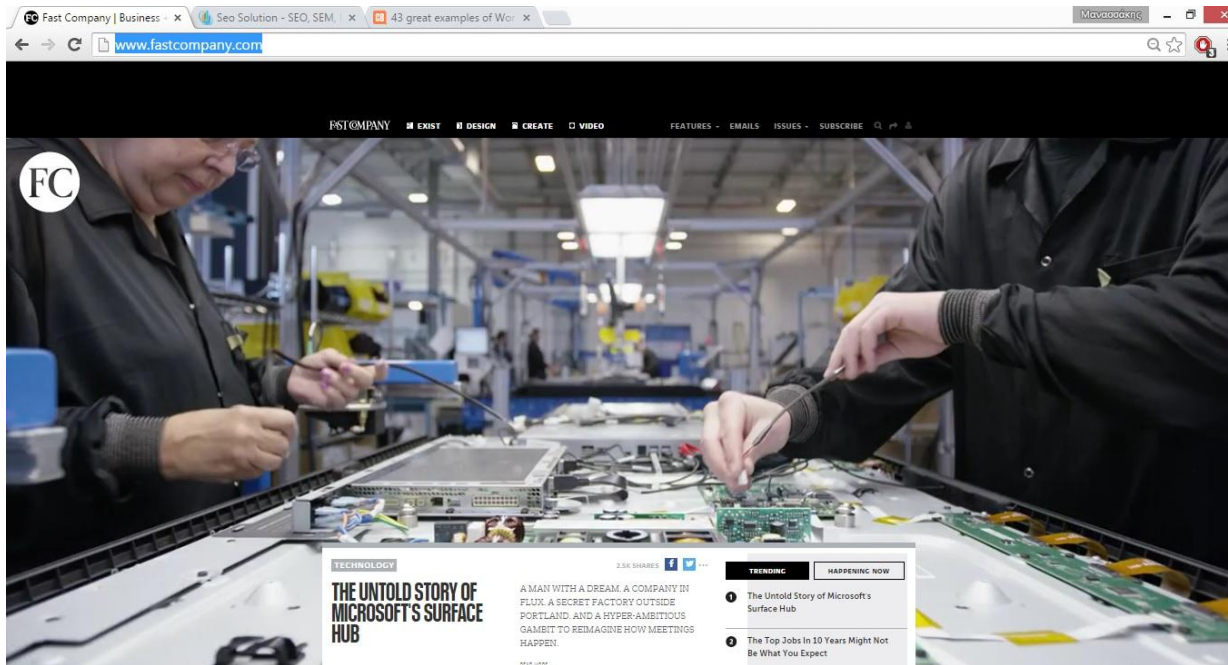 Fast Company | Business
Seo Solution - SEO, SEM,
43 great examples of Wor
Μανασσάκης
www.fastcompany.com
3
FAST COMPANY
EXIST
DESIGN
CREATE
VIDEO
FEATURES
EMAILS
ISSUES
SUBSCRIBE
FC
TECHNOLOGY
2.5K SHARES
THE UNTOLD STORY OF
MICROSOFT'S SURFACE
HUB
A MAN WITH A DREAM. A COMPANY IN
FLUX. A SECRET FACTORY OUTSIDE
PORTLAND. AND A HYPER-AMBITIOUS
GAMBIT TO REIMAGINE HOW MEETINGS
HAPPEN.
TRENDING
HAPPENING NOW
1 The Untold Story of Microsoft's
Surface Hub
2 The Top Jobs In 10 Years Might Not
Be What You Expect